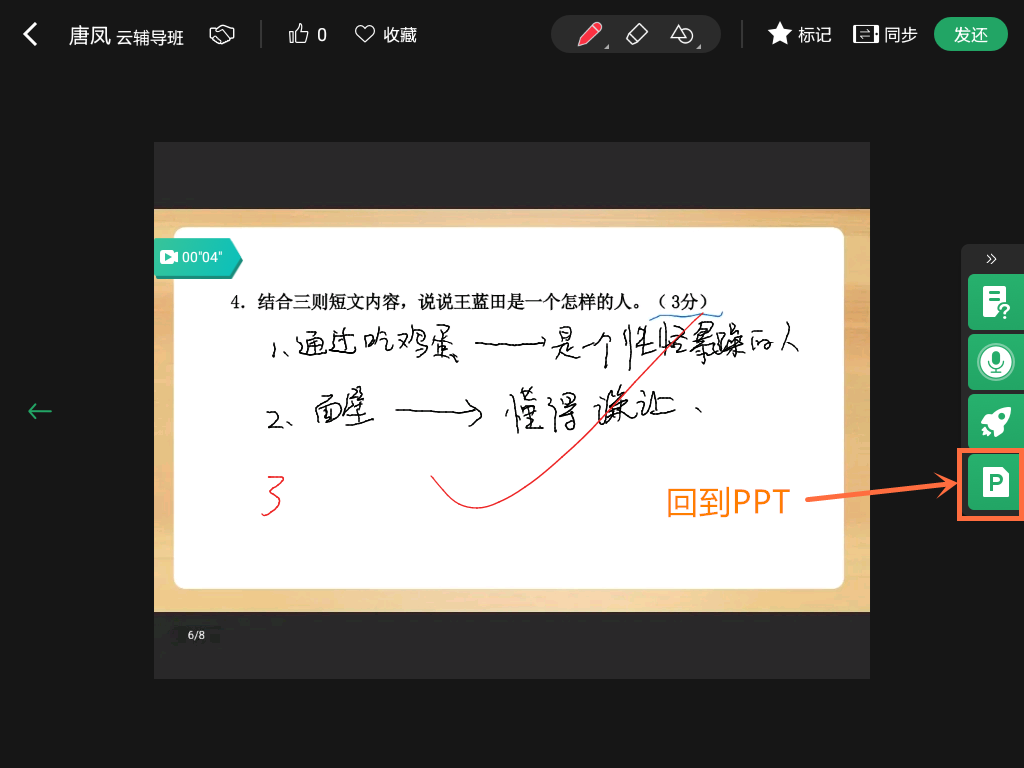 唐凤 云辅导班 0 收藏 标记 同步 发还
00"04"
4. 结合三则短文内容，说说王蓝田是一个怎样的人。（3分）
1、通过吃鸡蛋 → 是一个性怪暴躁的人
2、面壁 → 懂得谦让、
3
回到PPT
P
6/8